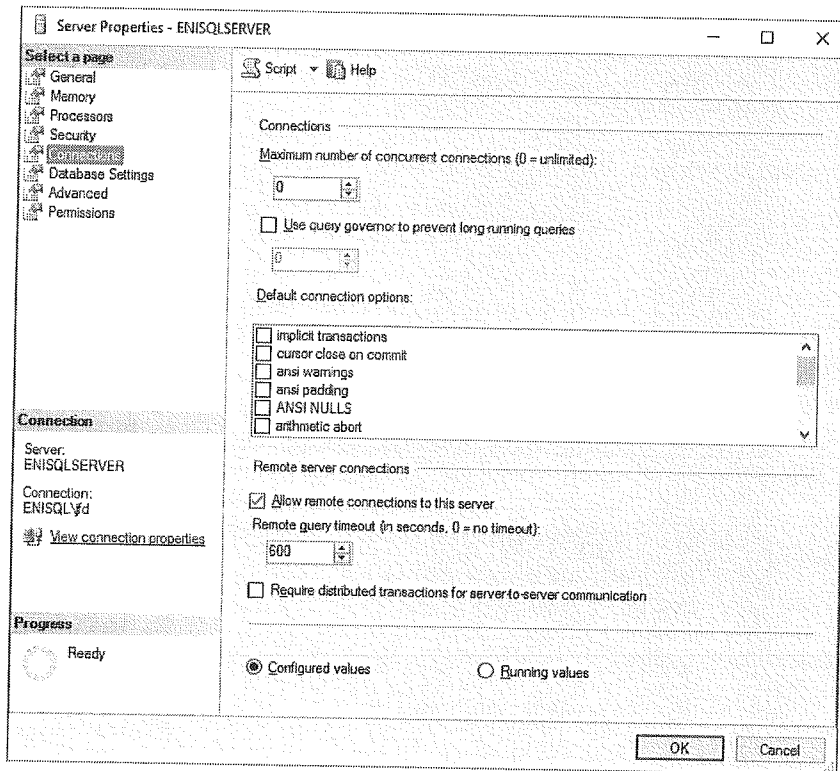 Server Properties - ENISQLSERVER
Select a page
General
Memory
Processors
Security
Connections
Database Settings
Advanced
Permissions
Script
Help
Connections
Maximum number of concurrent connections (0 = unlimited):
0
Use query governor to prevent long-running queries
0
Default connection options:
implicit transactions
cursor close on commit
ansi warnings
ansi padding
ANSI NULLS
arithmetic abort
Connection
Server:
ENISQLSERVER
Connection:
ENISQL\jfd
View connection properties
Remote server connections
Allow remote connections to this server
Remote query timeout (in seconds, 0 = no timeout):
600
Require distributed transactions for server-to-server communication
Progress
Ready
Configured values
Running values
OK
Cancel